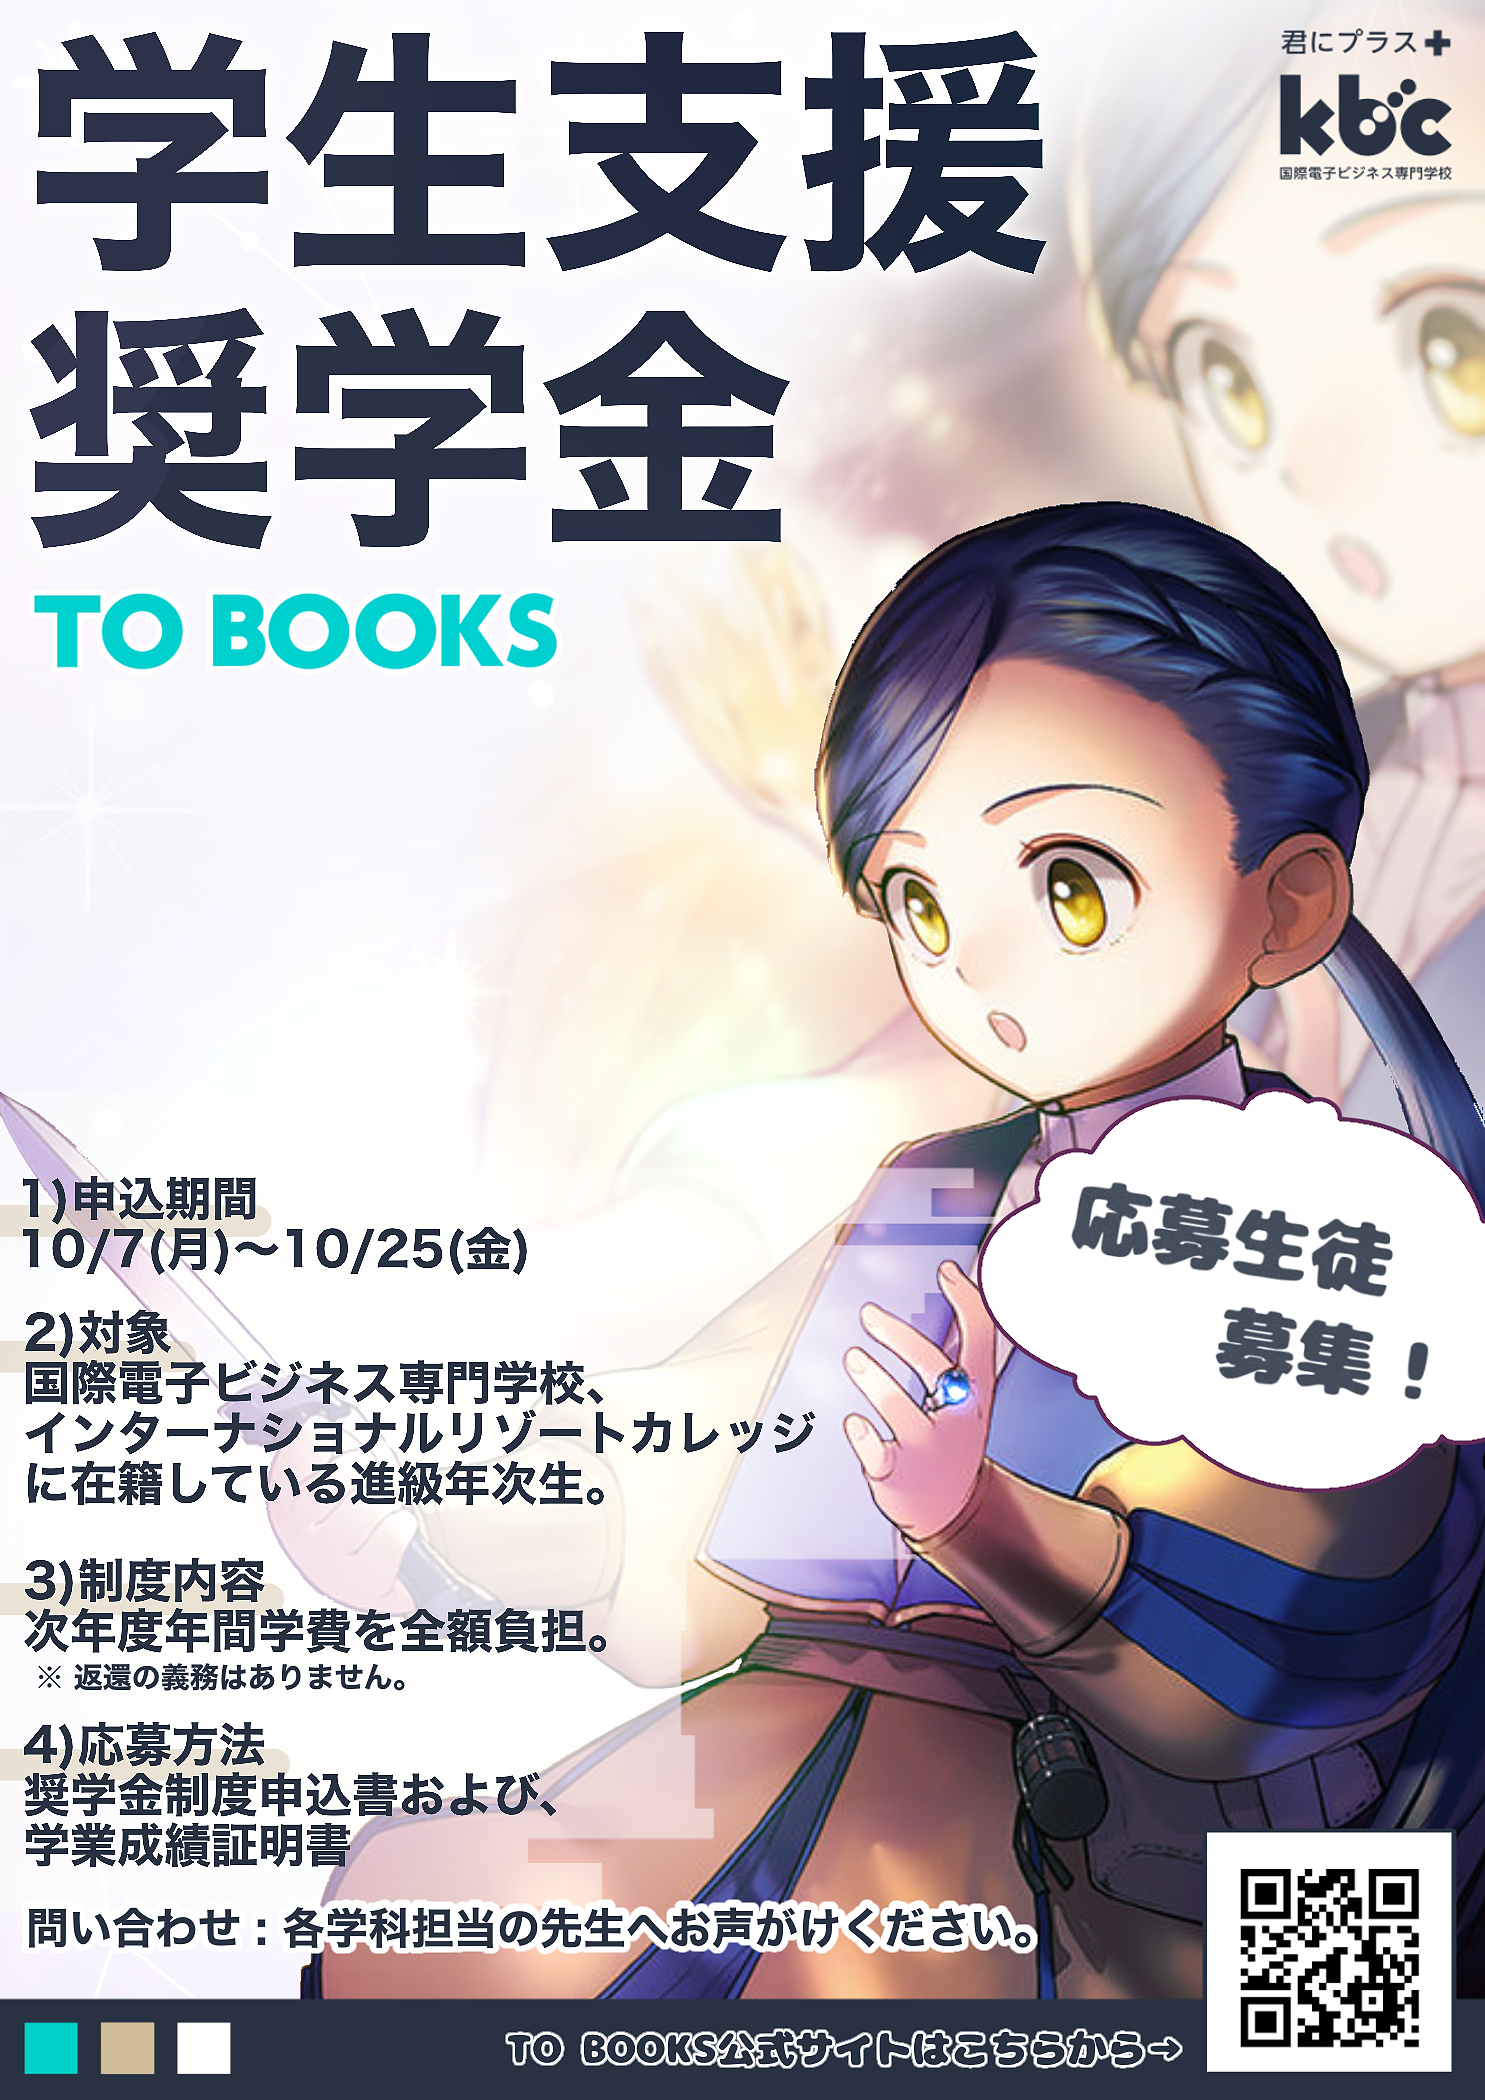 学生支援
奨学金
TO BOOKS
君にプラス+
kbc
国際電子ビジネス専門学校
応募生徒
募集！
1)申込期間
10/7(月)〜10/25(金)
2)対象
国際電子ビジネス専門学校、
インターナショナルリゾートカレッジ
に在籍している進級年次生。
3)制度内容
次年度年間学費を全額負担。
※ 返還の義務はありません。
4)応募方法
奨学金制度申込書および、
学業成績証明書
問い合わせ：各学科担当の先生へお声がけください。
TO BOOKS公式サイトはこちらから→